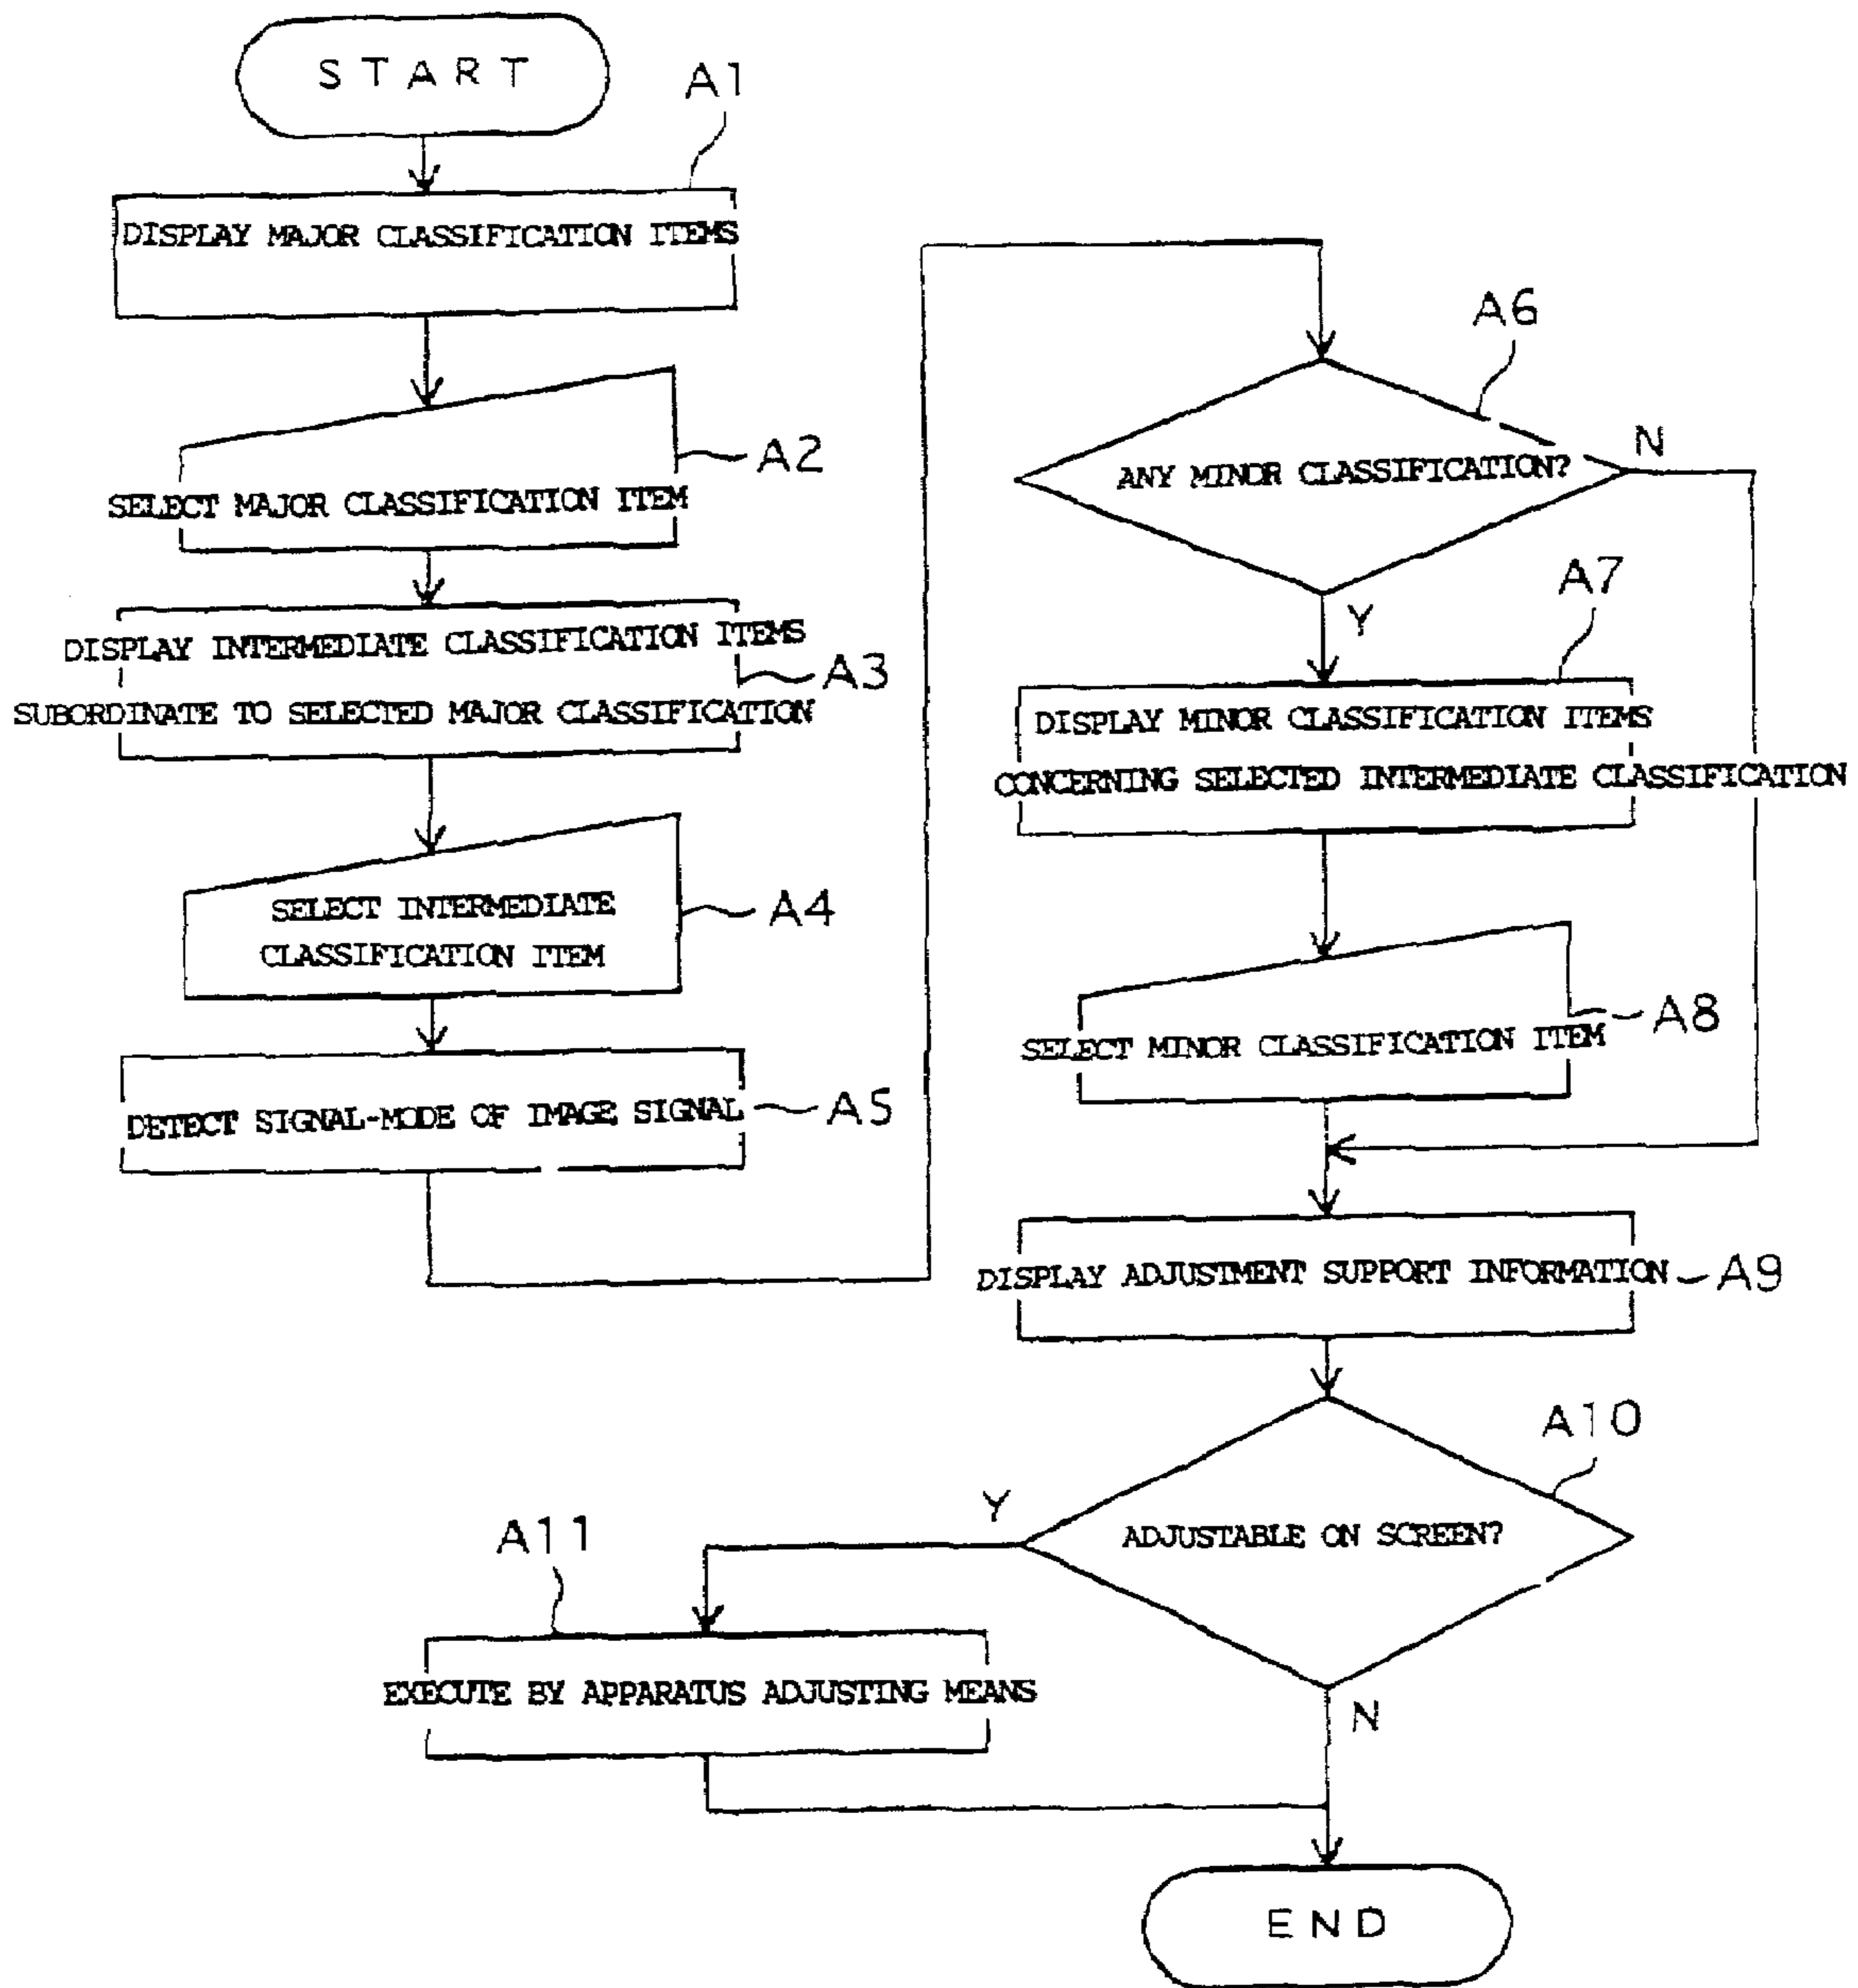 START
A1
DISPLAY MAJOR CLASSIFICATION ITEMS
A2
SELECT MAJOR CLASSIFICATION ITEM
DISPLAY INTERMEDIATE CLASSIFICATION ITEMS
SUBORDINATE TO SELECTED MAJOR CLASSIFICATION
A3
SELECT INTERMEDIATE
CLASSIFICATION ITEM
A4
DETECT SIGNAL-MODE OF IMAGE SIGNAL
A5
A6
ANY MINOR CLASSIFICATION?
N
Y
A7
DISPLAY MINOR CLASSIFICATION ITEMS
CONCERNING SELECTED INTERMEDIATE CLASSIFICATION
A8
SELECT MINOR CLASSIFICATION ITEM
DISPLAY ADJUSTMENT SUPPORT INFORMATION
A9
A10
ADJUSTABLE ON SCREEN?
Y
N
A11
EXECUTE BY APPARATUS ADJUSTING MEANS
END